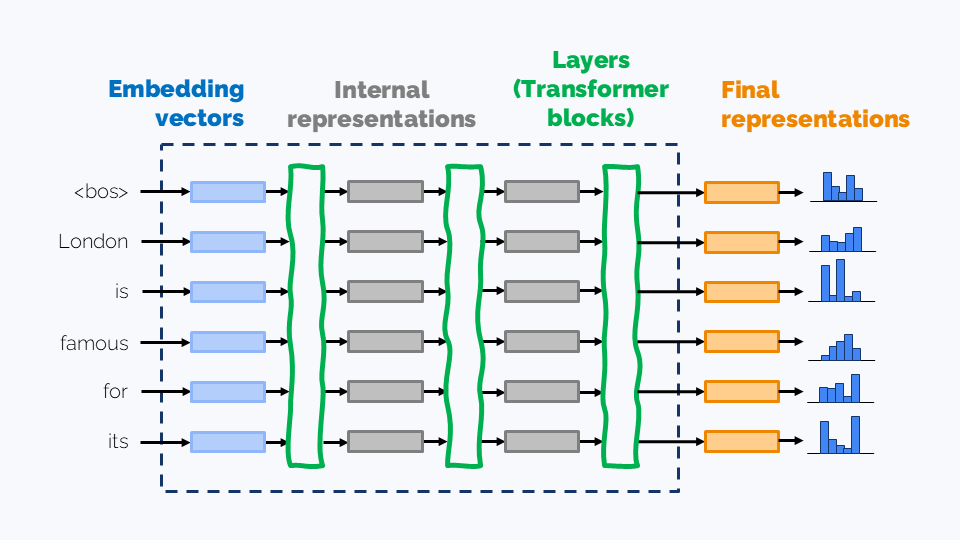 Embedding
vectors
Internal
representations
Layers
(Transformer
blocks)
Final
representations
<bos>
London
is
famous
for
its